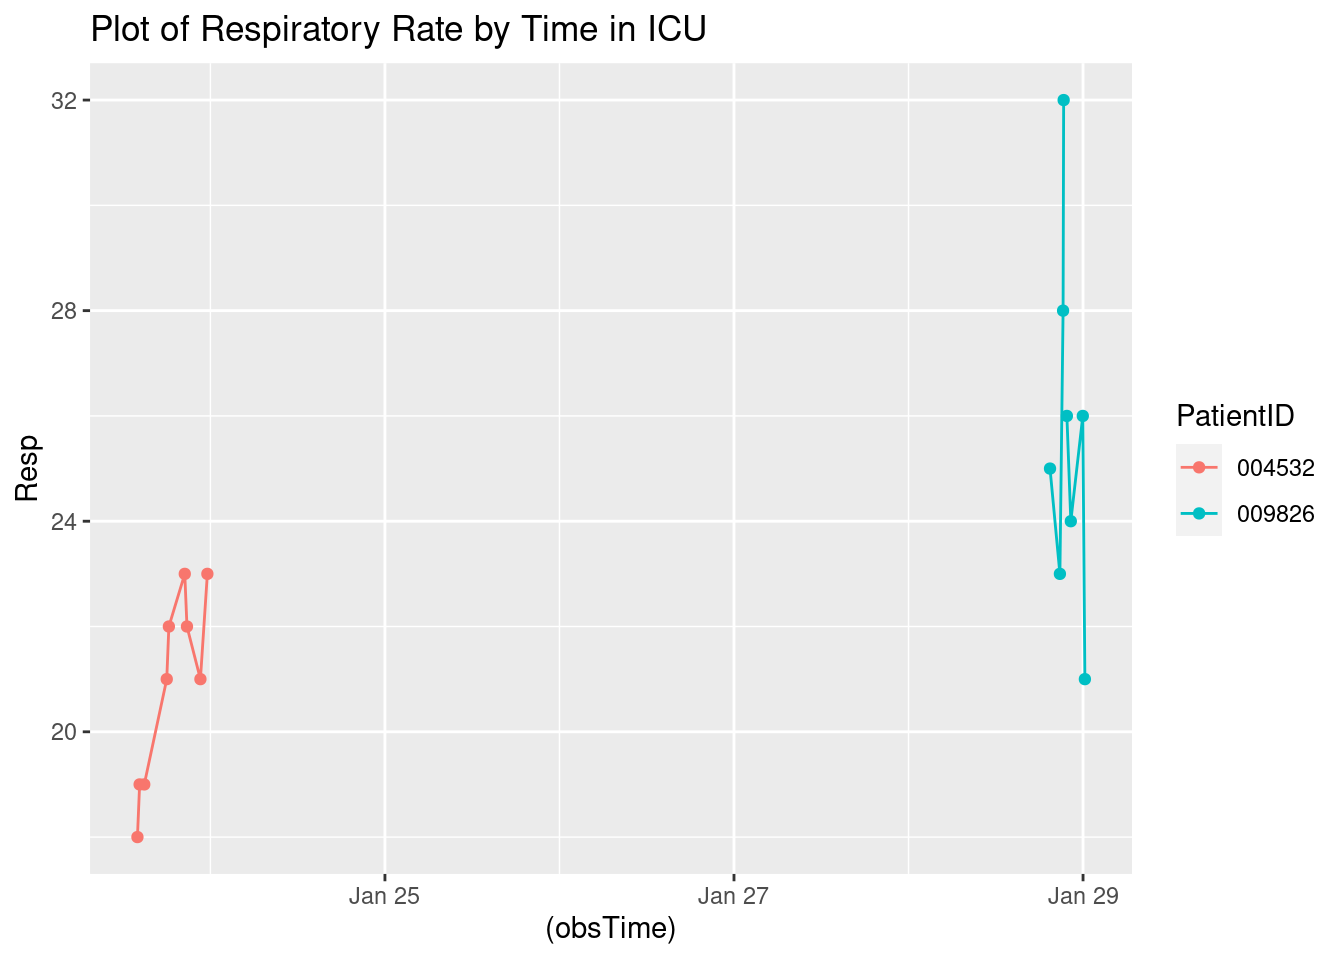 Plot of Respiratory Rate by Time in ICU
32
28
24
20
Resp
Jan 25
Jan 27
Jan 29
(obsTime)
PatientID
004532
009826